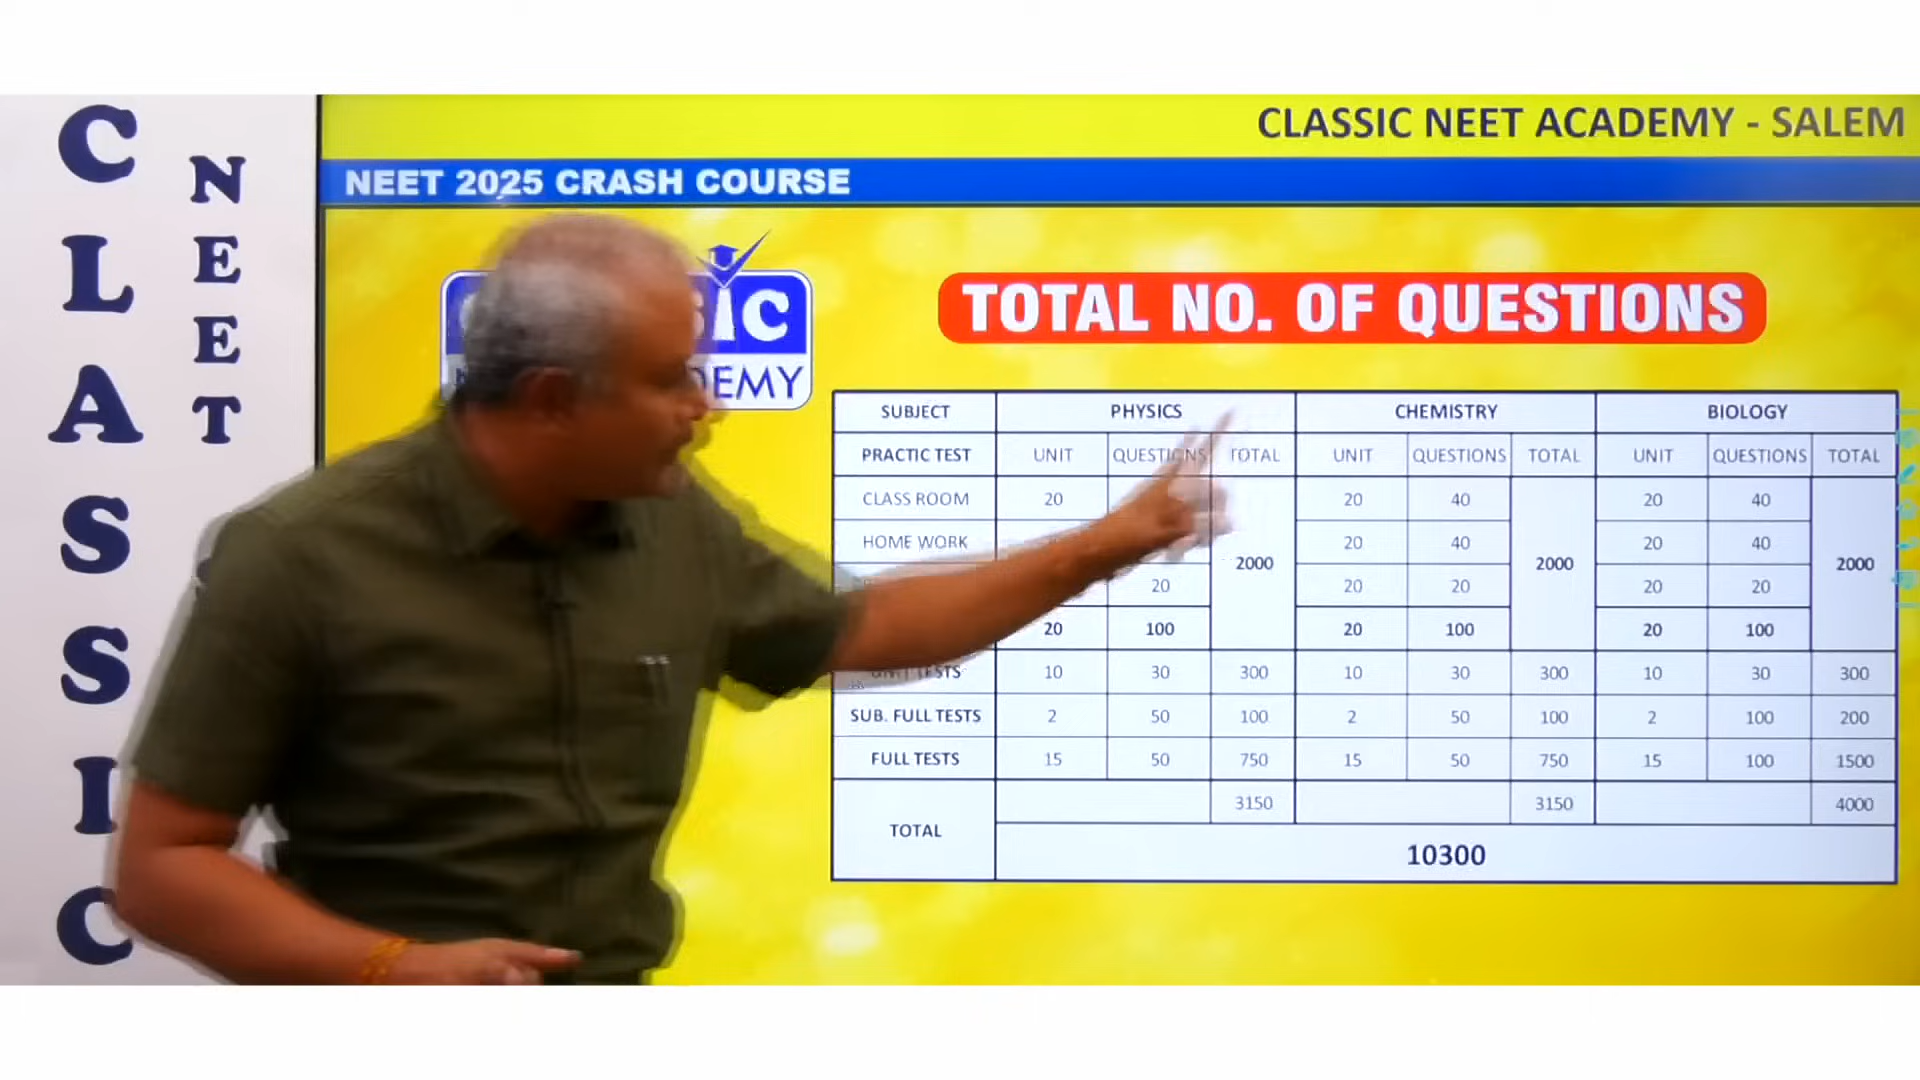 CLASSIC
NEET
CLASSIC NEET ACADEMY - SALEM
NEET 2025 CRASH COURSE
TOTAL NO. OF QUESTIONS
SUBJECT PHYSICS CHEMISTRY BIOLOGY
PRACTIC TEST UNIT QUESTIONS TOTAL UNIT QUESTIONS TOTAL UNIT QUESTIONS TOTAL
CLASS ROOM 20 20 40 20 40
HOME WORK 20 40 20 40
2000 2000 2000
20 20 20 20 20
20 100 20 100 20 100
UNIT TESTS 10 30 300 10 30 300 10 30 300
SUB. FULL TESTS 2 50 100 2 50 100 2 100 200
FULL TESTS 15 50 750 15 50 750 15 100 1500
3150 3150 4000
TOTAL
10300